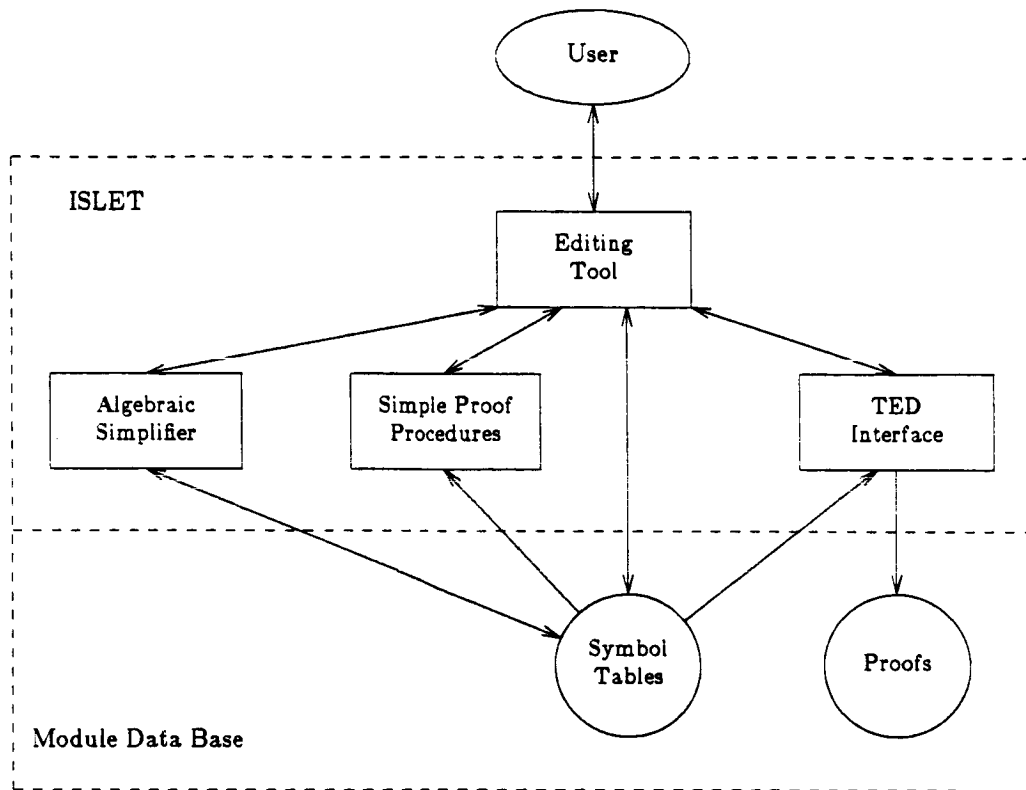 User
ISLET
Editing
Tool
Algebraic
Simplifier
Simple Proof
Procedures
TED
Interface
Symbol
Tables
Proofs
Module Data Base